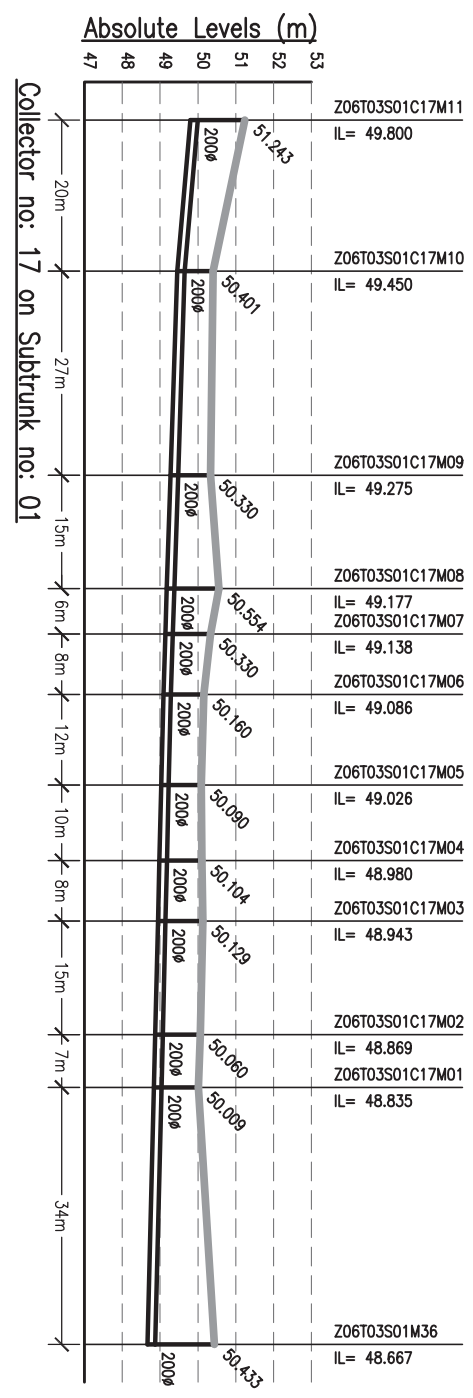 Absolute Levels (m)
47
48
49
50
51
52
53
Z06T03S01C17M11
IL= 49.800
51.243
200ø
20m
Z06T03S01C17M10
IL= 49.450
50.401
200ø
27m
Z06T03S01C17M09
IL= 49.275
50.330
200ø
15m
Z06T03S01C17M08
IL= 49.177
50.554
200ø
6m
Z06T03S01C17M07
IL= 49.138
50.330
200ø
8m
Z06T03S01C17M06
IL= 49.086
50.160
200ø
12m
Z06T03S01C17M05
IL= 49.026
50.090
200ø
10m
Z06T03S01C17M04
IL= 48.980
50.104
200ø
8m
Z06T03S01C17M03
IL= 48.943
50.129
200ø
15m
Z06T03S01C17M02
IL= 48.869
50.060
200ø
7m
Z06T03S01C17M01
IL= 48.835
50.009
200ø
34m
Z06T03S01M36
IL= 48.667
50.433
200ø
Collector no: 17 on Subtrunk no: 01